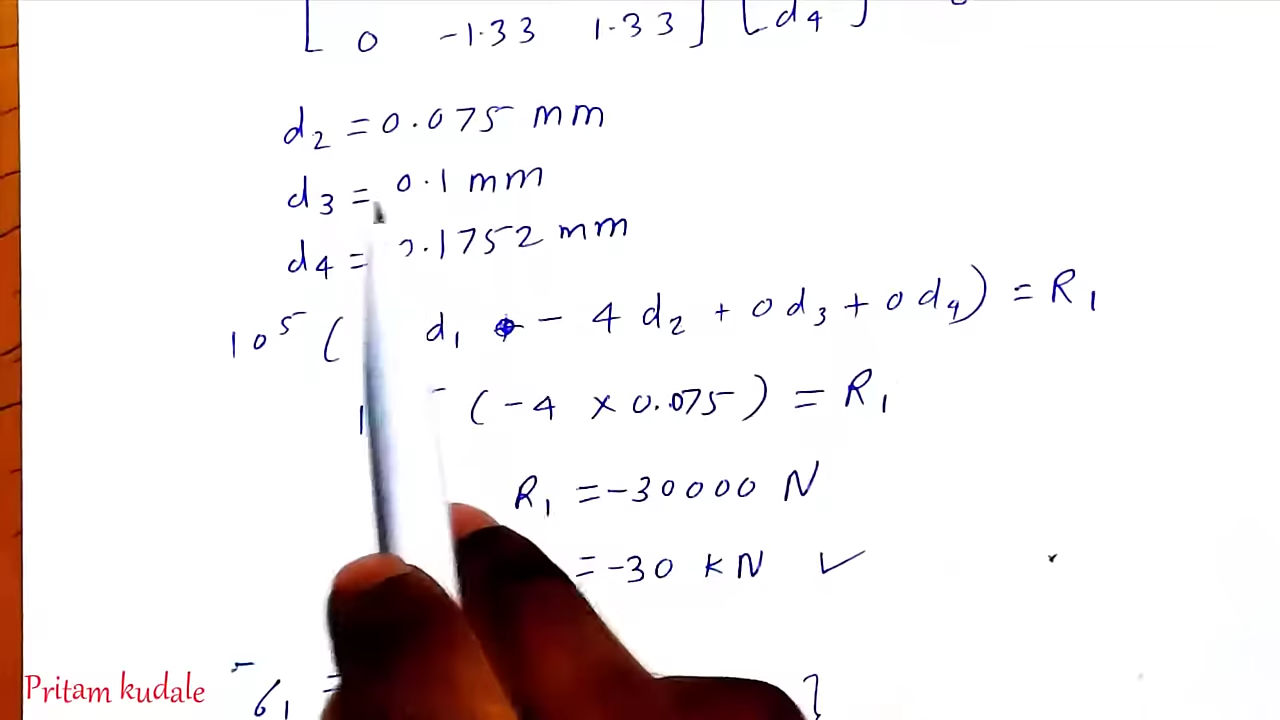 [ 0 -1.33 1.33 ] [ d4 ]
d2 = 0.075 mm
d3 = 0.1 mm
d4 = 0.1752 mm
10^5 ( d1 - 4 d2 + 0 d3 + 0 d4 ) = R1
( -4 × 0.075 ) = R1
R1 = -30000 N
= -30 kN ✓
Pritam kudale